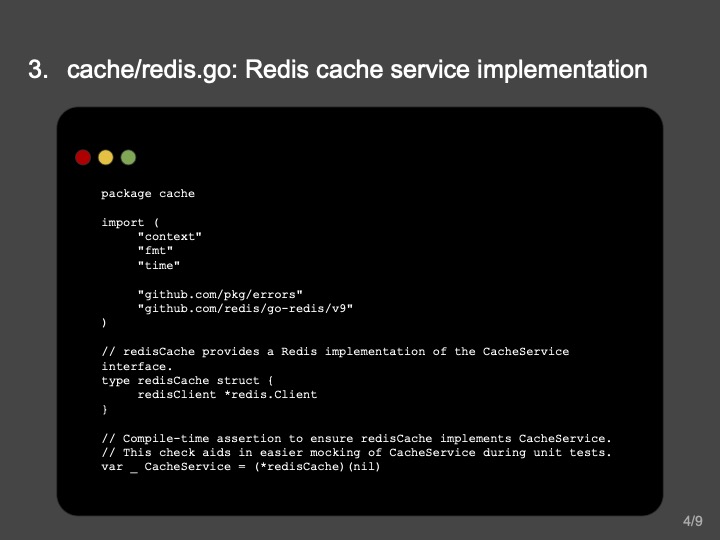 3. cache/redis.go: Redis cache service implementation
package cache
import (
"context"
"fmt"
"time"
"github.com/pkg/errors"
"github.com/redis/go-redis/v9"
)
// redisCache provides a Redis implementation of the CacheService
interface.
type redisCache struct {
redisClient *redis.Client
}
// Compile-time assertion to ensure redisCache implements CacheService.
// This check aids in easier mocking of CacheService during unit tests.
var _ CacheService = (*redisCache)(nil)
4/9